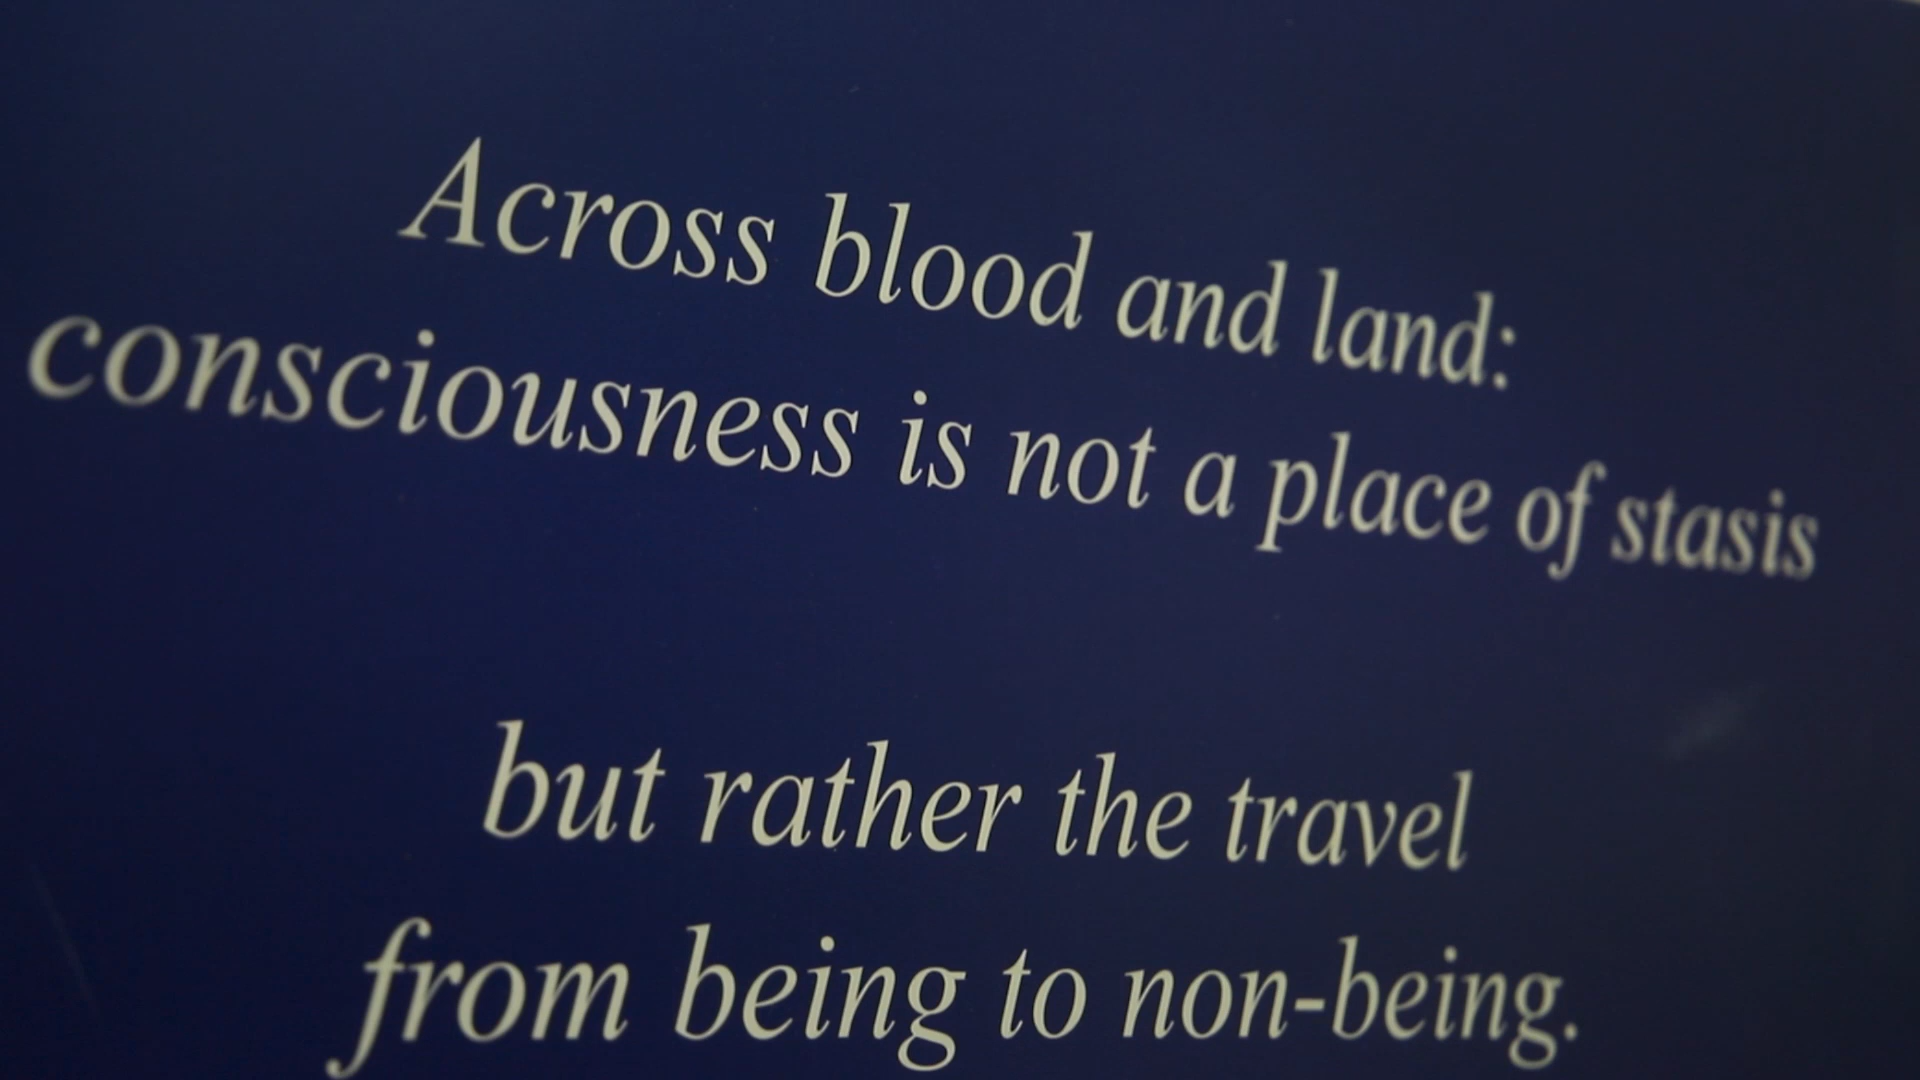 Across blood and land:
consciousness is not a place of stasis
but rather the travel
from being to non-being.